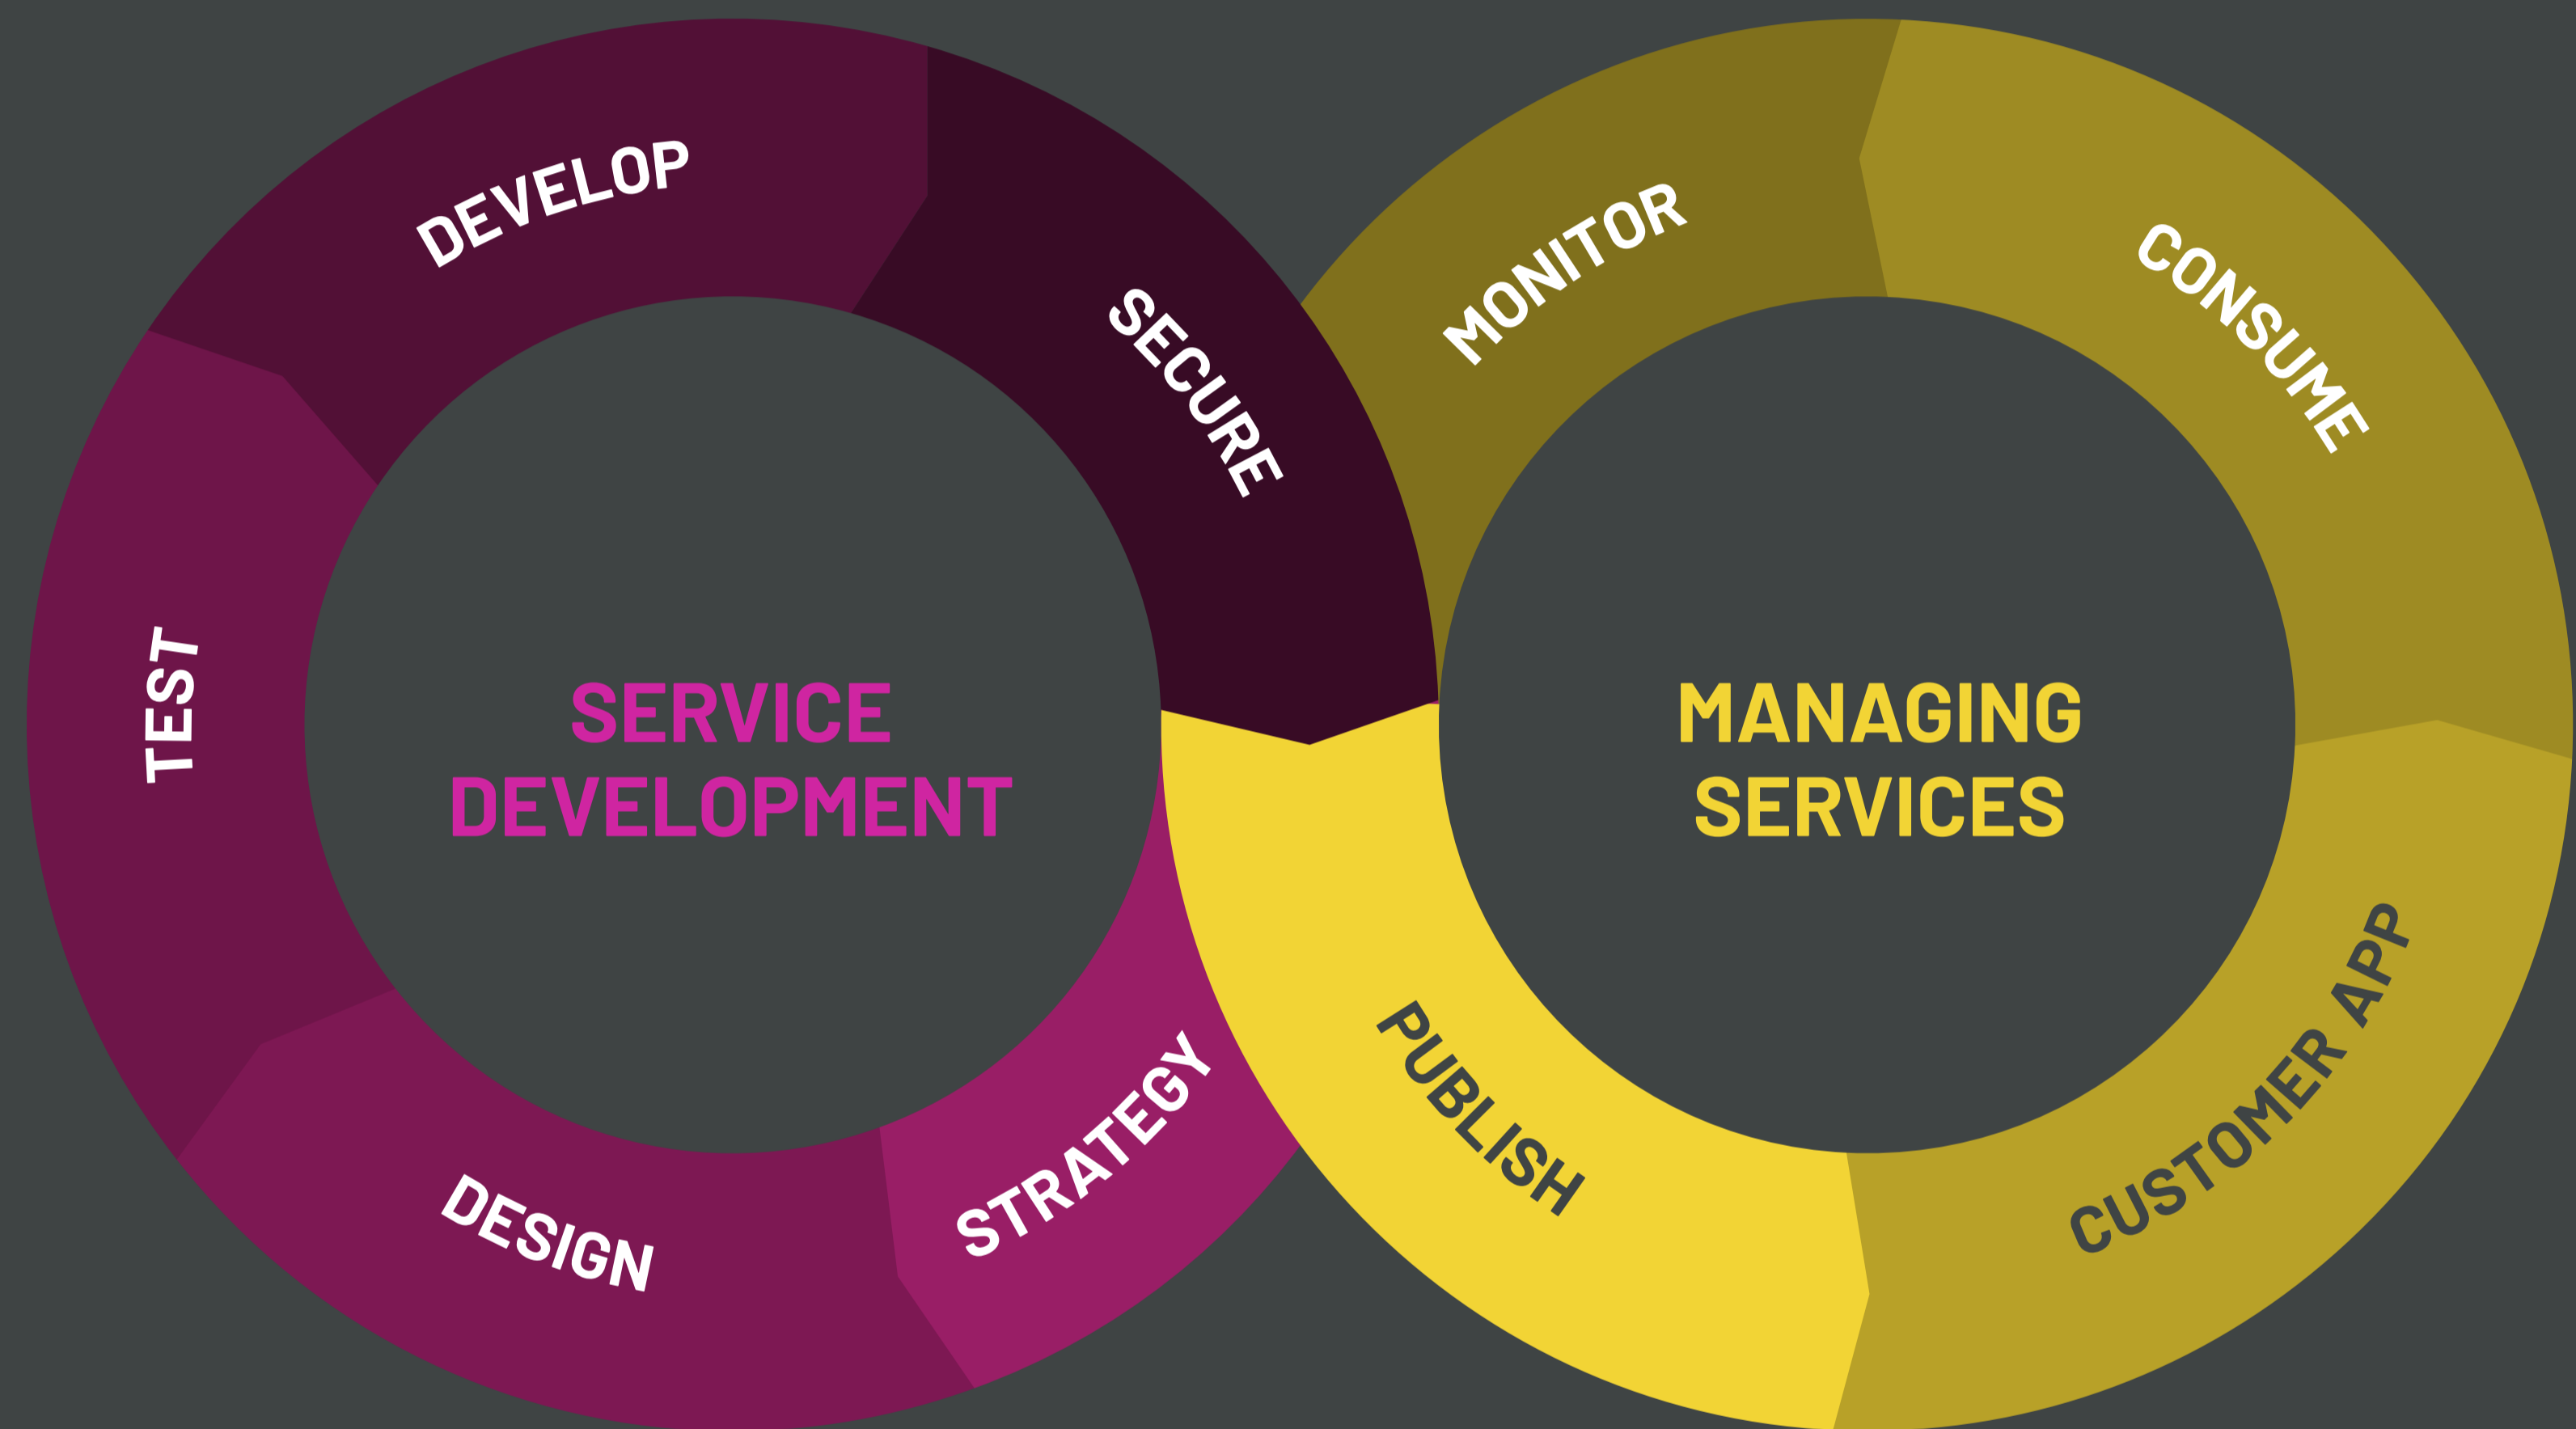 DEVELOP
SECURE
TEST
SERVICE
DEVELOPMENT
DESIGN
STRATEGY
MONITOR
CONSUME
MANAGING
SERVICES
PUBLISH
CUSTOMER APP